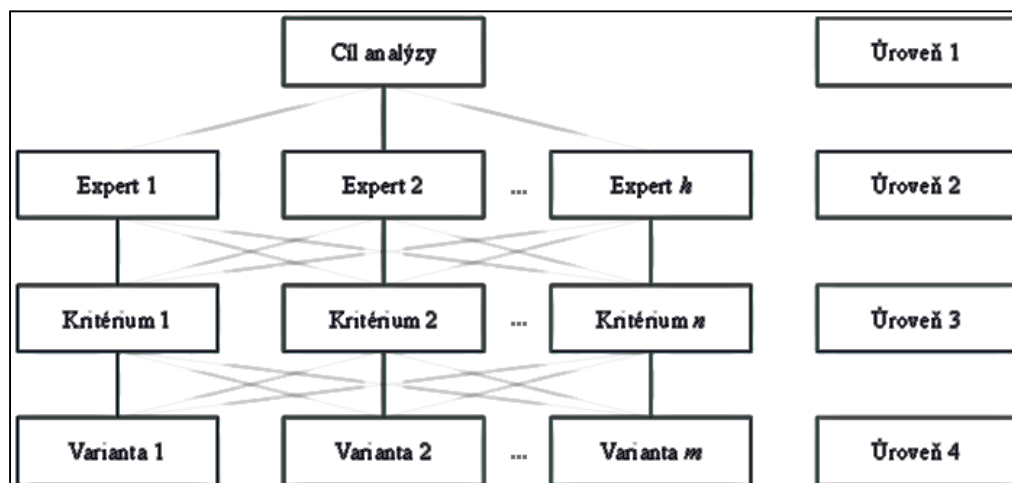 Cíl analýzy Úroveň 1
Expert 1 Expert 2 ... Expert h Úroveň 2
Kritérium 1 Kritérium 2 ... Kritérium n Úroveň 3
Varianta 1 Varianta 2 ... Varianta m Úroveň 4